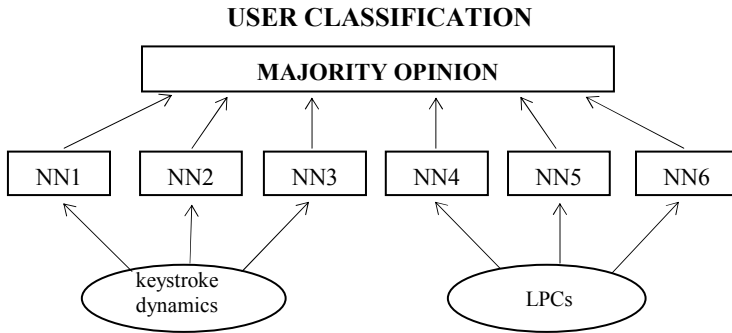 USER CLASSIFICATION
MAJORITY OPINION
NN1 NN2 NN3 NN4 NN5 NN6
keystroke
dynamics
LPCs